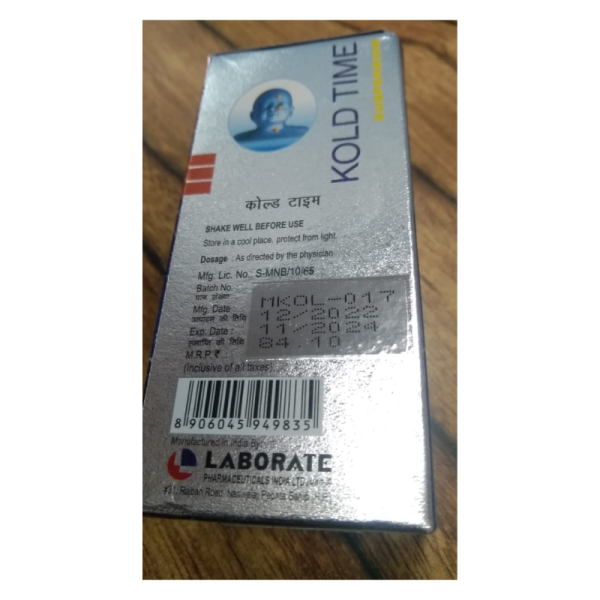 KOLD TIME
SUSPENSION
कोल्ड टाइम
SHAKE WELL BEFORE USE
Store in a cool place, protect from light.
Dosage : As directed by the physician
Mfg. Lic. No.: S-MNB/10/65
Batch No.
MKOL-017
Mfg. Date :
12/2022
Exp. Date :
11/2024
M.R.P ₹
84.10
(Inclusive of all taxes)
8 906045 949835
Manufactured in India By:
LABORATE
PHARMACEUTICALS INDIA LTD